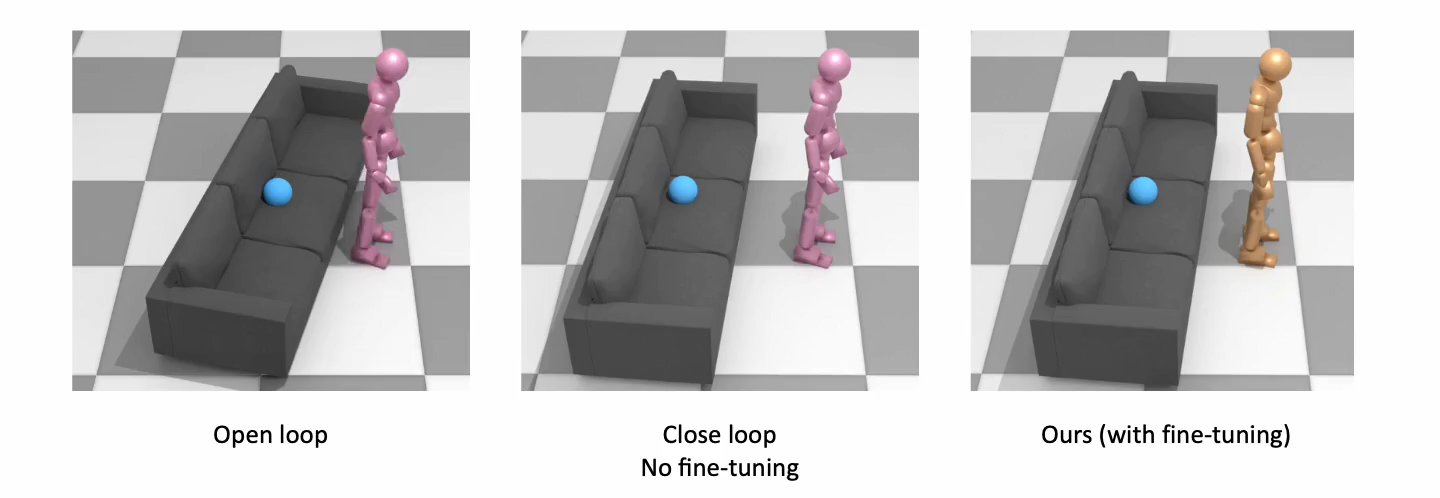 Open loop
Close loop
No fine-tuning
Ours (with fine-tuning)